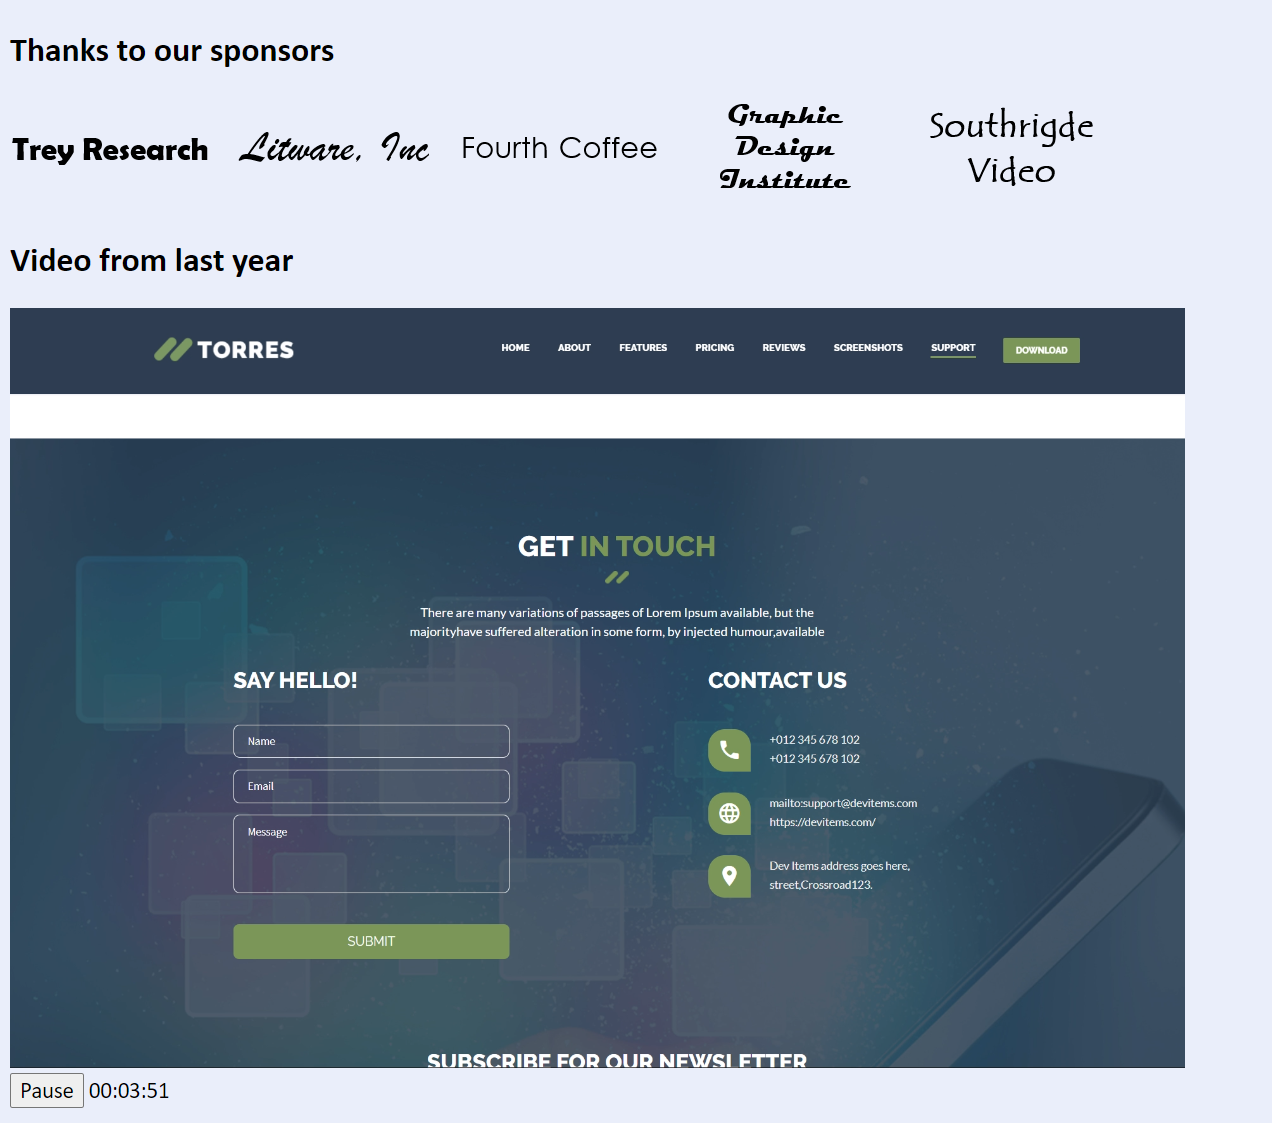 Thanks to our sponsors
Trey Research
Litware, Inc
Fourth Coffee
Graphic
Design
Institute
Southrigde
Video
Video from last year
TORRES
HOME ABOUT FEATURES PRICING REVIEWS SCREENSHOTS SUPPORT DOWNLOAD
GET IN TOUCH
There are many variations of passages of Lorem Ipsum available, but the
majorityhave suffered alteration in some form, by injected humour,available
SAY HELLO!
Name
Email
Message
SUBMIT
CONTACT US
+012 345 678 102
+012 345 678 102
mailto:support@devitems.com
https://devitems.com/
Dev Items address goes here,
street,Crossroad123.
SUBSCRIBE FOR OUR NEWSLETTER
Pause 00:03:51